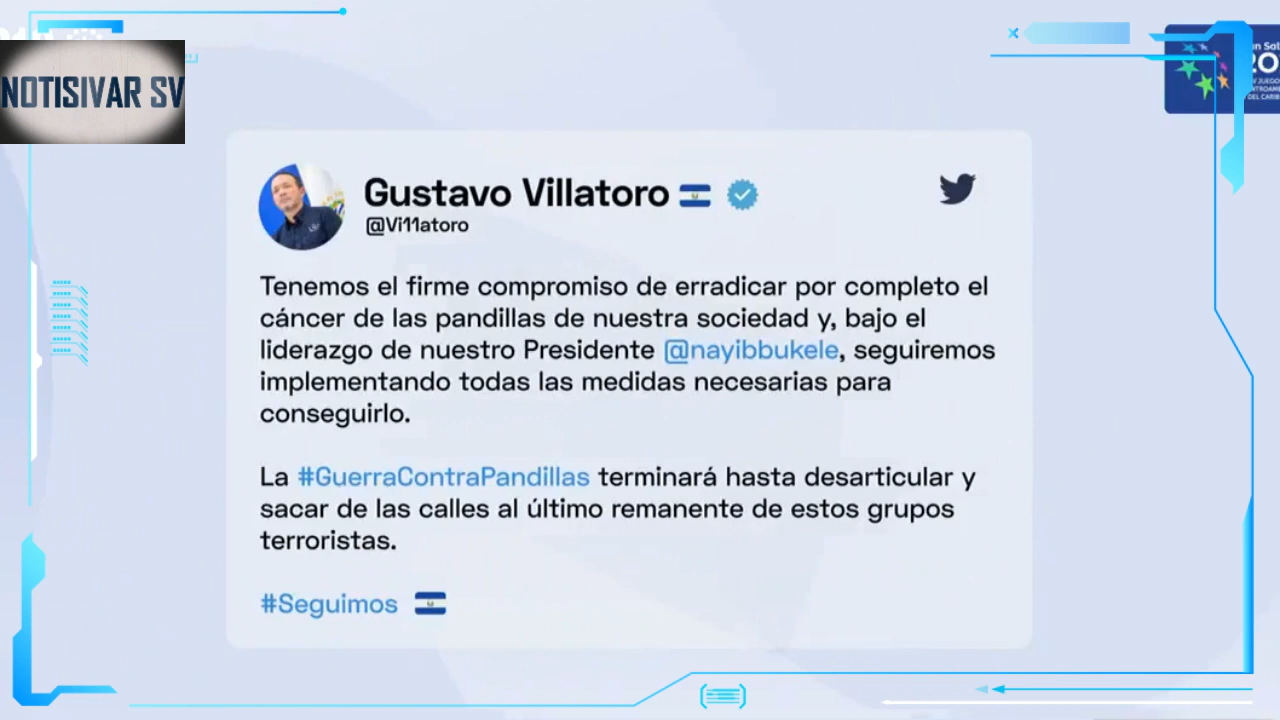 NOTISIVAR SV
Gustavo Villatoro
@Vi11atoro
Tenemos el firme compromiso de erradicar por completo el
cáncer de las pandillas de nuestra sociedad y, bajo el
liderazgo de nuestro Presidente @nayibbukele, seguiremos
implementando todas las medidas necesarias para
conseguirlo.
La #GuerraContraPandillas terminará hasta desarticular y
sacar de las calles al último remanente de estos grupos
terroristas.
#Seguimos